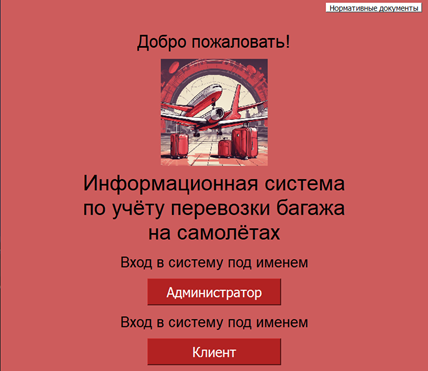 Нормативные документы
Добро пожаловать!
Информационная система
по учёту перевозки багажа
на самолётах
Вход в систему под именем
Администратор
Вход в систему под именем
Клиент